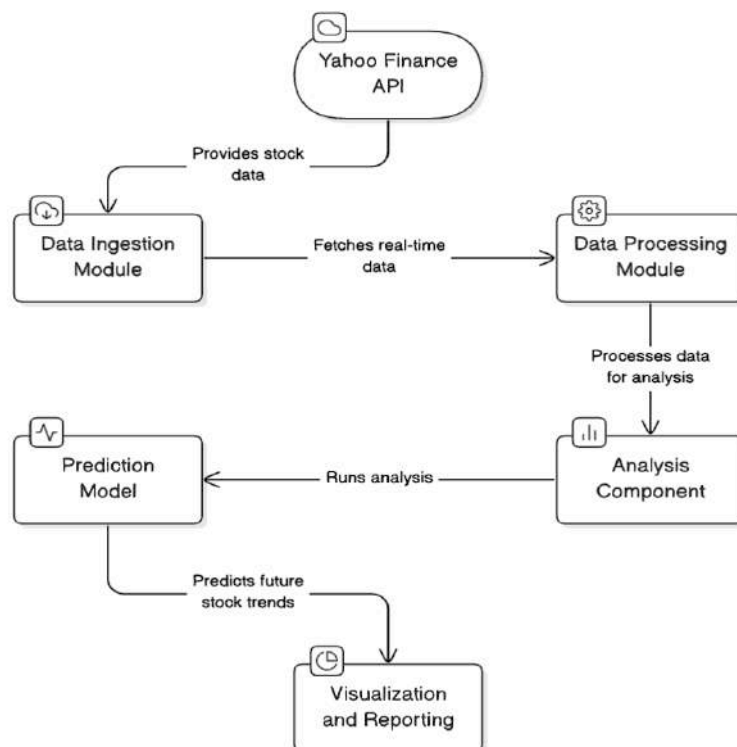 Yahoo Finance
API
Provides stock
data
Data Ingestion
Module
Fetches real-time
data
Data Processing
Module
Processes data
for analysis
Prediction
Model
Runs analysis
Analysis
Component
Predicts future
stock trends
Visualization
and Reporting